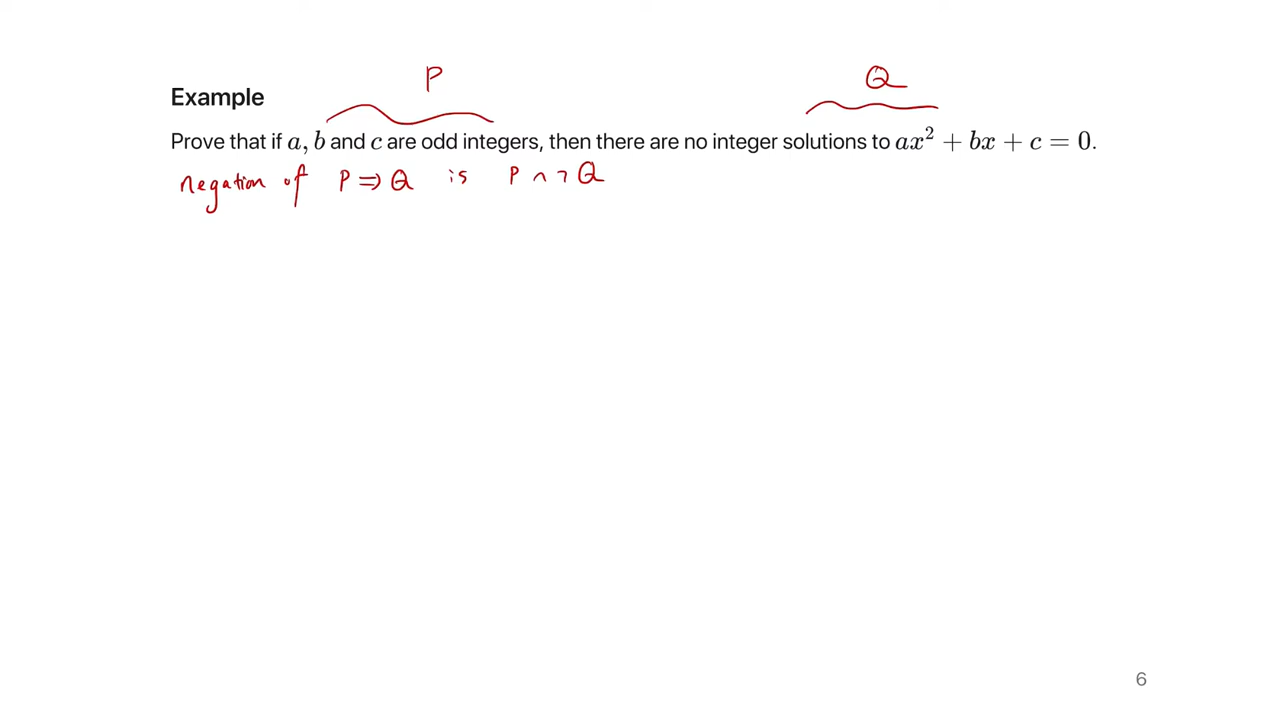 P
Q
Example
Prove that if a, b and c are odd integers, then there are no integer solutions to ax² + bx + c = 0.
negation of P ⇒ Q is P ∧ ¬ Q
6